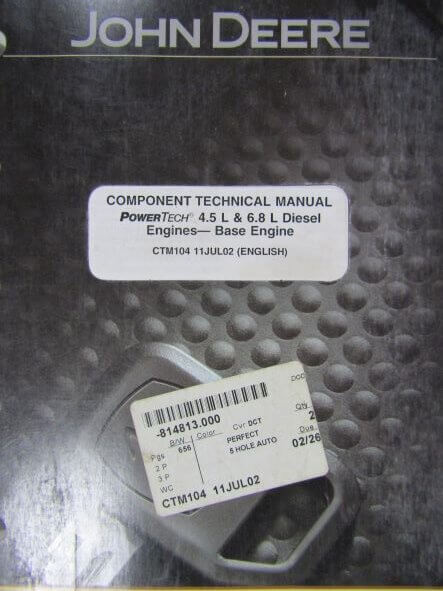 JOHN DEERE
COMPONENT TECHNICAL MANUAL
POWERTECH® 4.5 L & 6.8 L Diesel
Engines— Base Engine
CTM104 11JUL02 (ENGLISH)
-814813.000
B/W Color Cvr DCT Qty
Pgs 656 PERFECT 2
2 P 5 HOLE AUTO Due
3 P 02/26
WC
CTM104 11JUL02